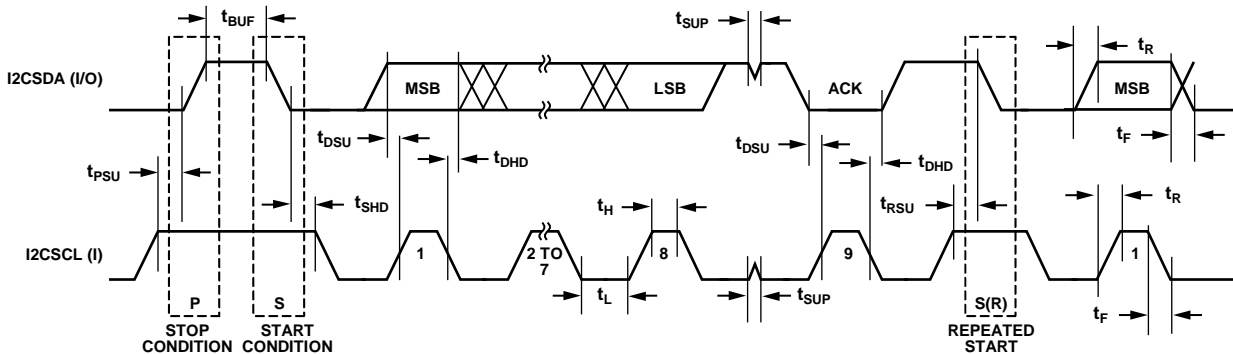 tBUF
tSUP
tR
I2CSDA (I/O)
MSB
LSB
ACK
MSB
tDSU
tDHD
tDSU
tDHD
tF
tPSU
tSHD
tH
tRSU
tR
I2CSCL (I)
1
2 TO
7
8
9
1
tL
tSUP
tF
P
S
S(R)
STOP
CONDITION
START
CONDITION
REPEATED
START